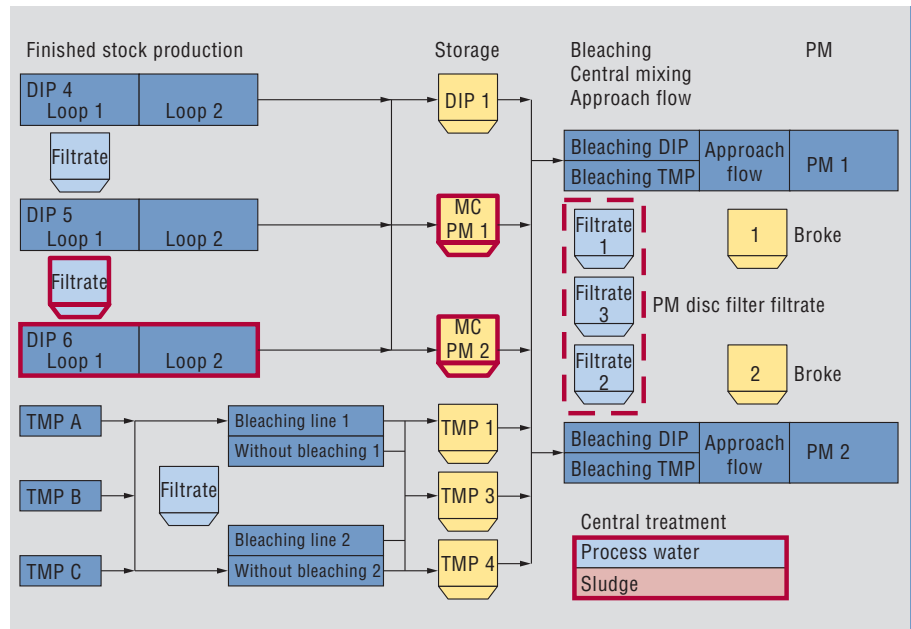 Finished stock production
Storage
Bleaching
Central mixing
Approach flow
PM
DIP 4
Loop 1
Loop 2
Filtrate
DIP 5
Loop 1
Loop 2
Filtrate
DIP 6
Loop 1
Loop 2
DIP 1
MC
PM 1
MC
PM 2
Bleaching DIP
Bleaching TMP
Approach
flow
PM 1
Filtrate
1
1
Broke
Filtrate
3
PM disc filter filtrate
Filtrate
2
2
Broke
TMP A
TMP B
TMP C
Filtrate
Bleaching line 1
Without bleaching 1
Bleaching line 2
Without bleaching 2
TMP 1
TMP 3
TMP 4
Bleaching DIP
Bleaching TMP
Approach
flow
PM 2
Central treatment
Process water
Sludge